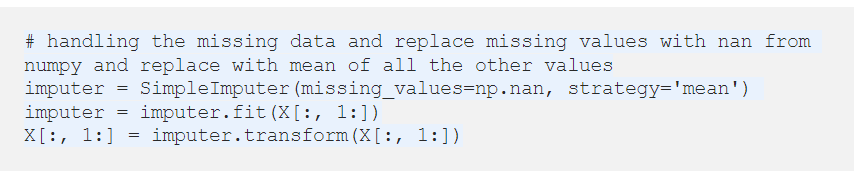 # handling the missing data and replace missing values with nan from
numpy and replace with mean of all the other values
imputer = SimpleImputer(missing_values=np.nan, strategy='mean')
imputer = imputer.fit(X[:, 1:])
X[:, 1:] = imputer.transform(X[:, 1:])